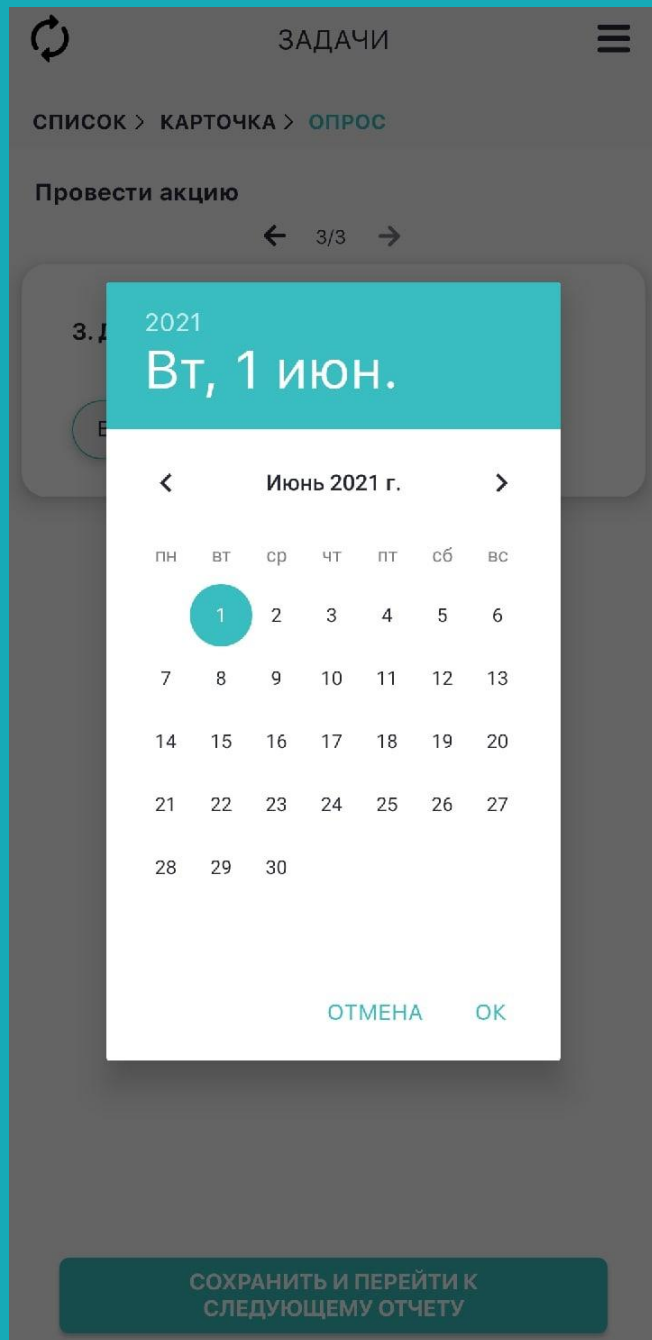 ЗАДАЧИ
СПИСОК > КАРТОЧКА > ОПРОС
Провести акцию
← 3/3 →
3.
2021
Вт, 1 июн.
< Июнь 2021 г. >
пн вт ср чт пт сб вс
1 2 3 4 5 6
7 8 9 10 11 12 13
14 15 16 17 18 19 20
21 22 23 24 25 26 27
28 29 30
ОТМЕНА ОК
СОХРАНИТЬ И ПЕРЕЙТИ К
СЛЕДУЮЩЕМУ ОТЧЕТУ